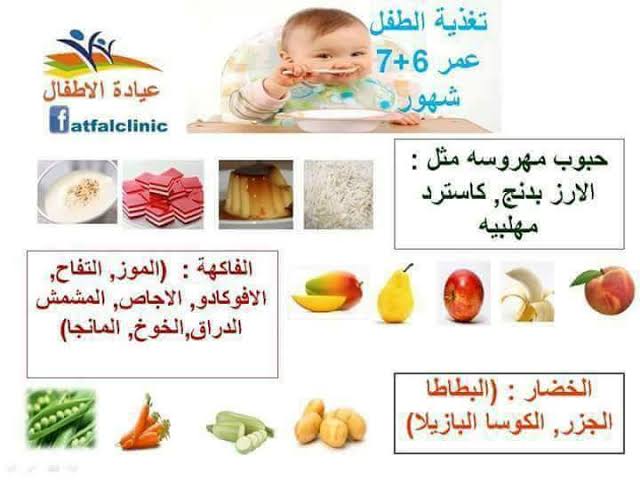 تغذية الطفل
عمر 6+7
شهور
عيادة الاطفال
fatfalclinic
حبوب مهروسه مثل :
الارز بدنج, كاسترد
مهلبيه
الفاكهة : (الموز, التفاح,
الافوكادو, الاجاص, المشمش
الدراق,الخوخ, المانجا)
الخضار : (البطاطا
الجزر, الكوسا البازيلا)